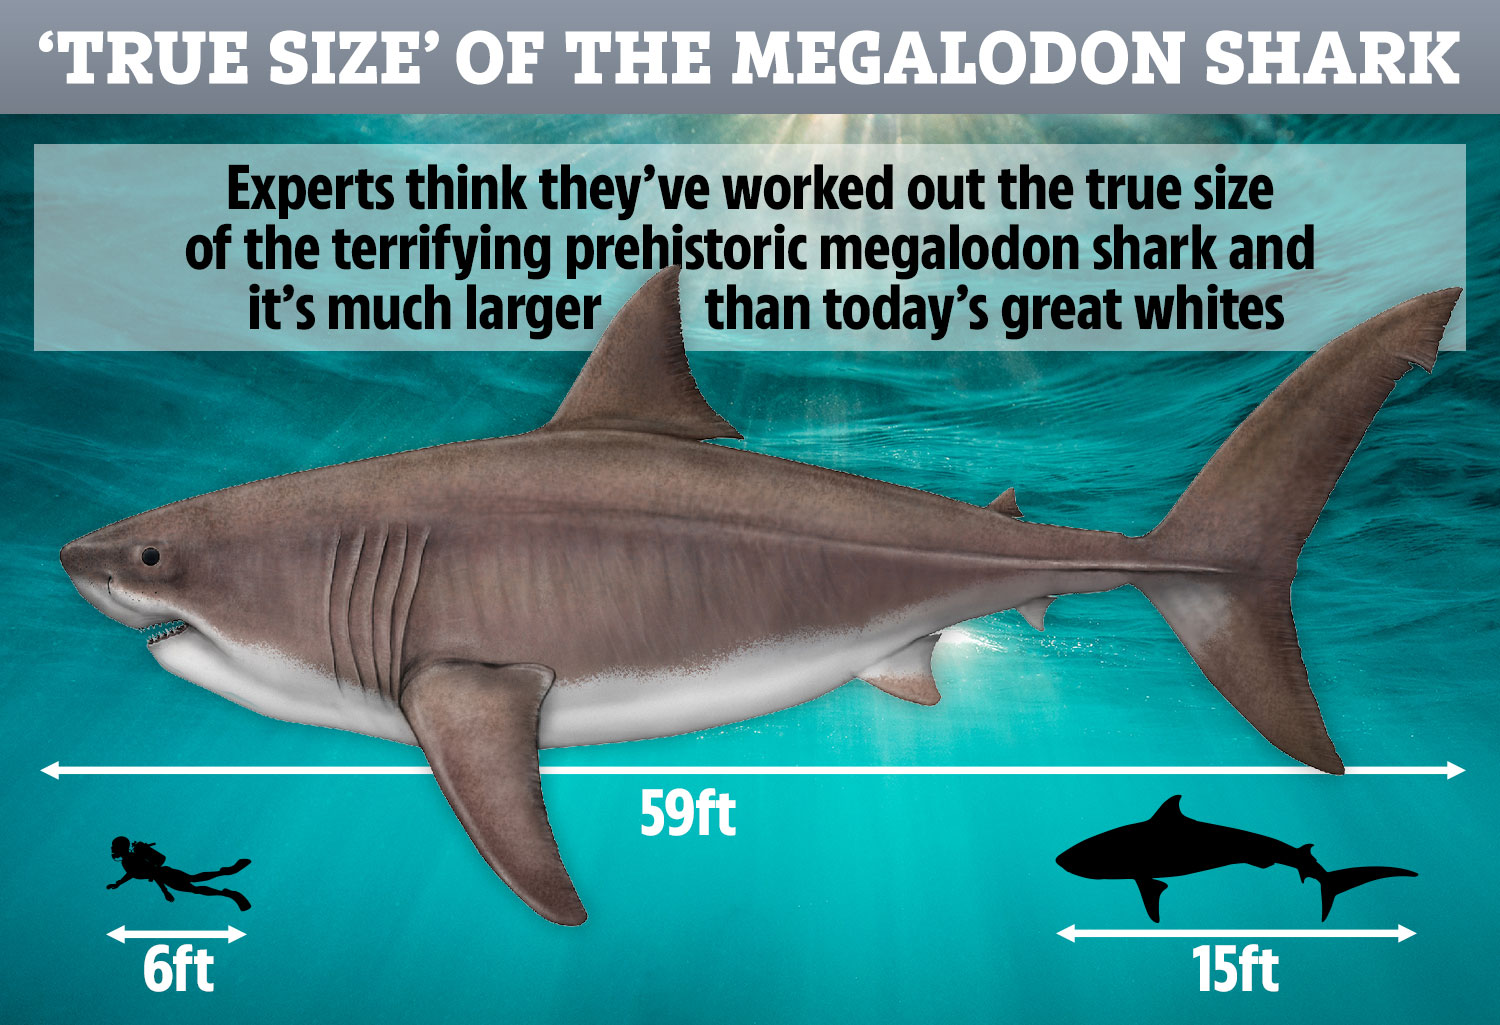 ‘TRUE SIZE’ OF THE MEGALODON SHARK
Experts think they’ve worked out the true size
of the terrifying prehistoric megalodon shark and
it’s much larger than today’s great whites
59ft
6ft
15ft